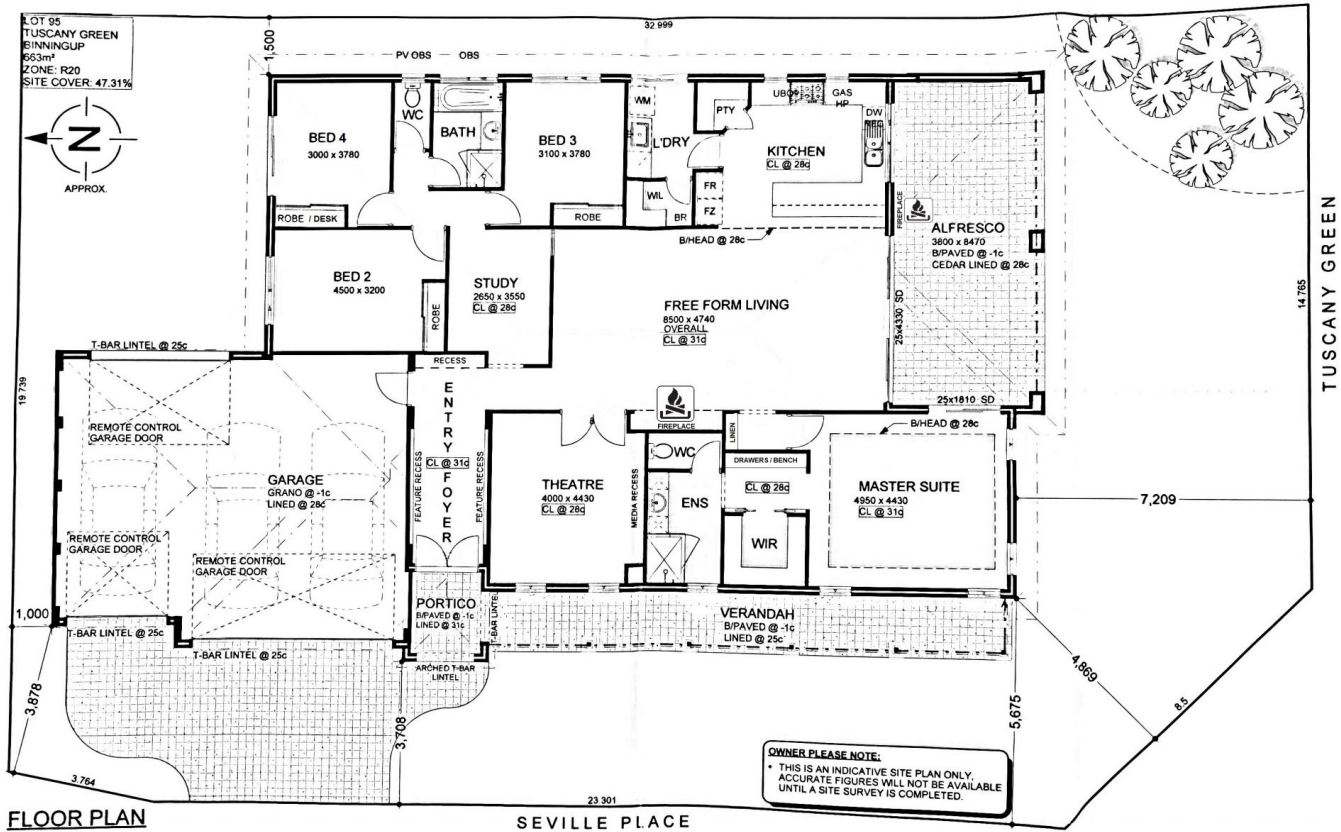 LOT 95
TUSCANY GREEN
BINNINGUP
663m²
ZONE: R20
SITE COVER: 47.31%
N
APPROX.
32.999
1,500
PV OBS OBS
WC
BATH
BED 4
3000 x 3780
ROBE / DESK
BED 3
3100 x 3780
ROBE
WM
L'DRY
WIL
BR
PTY
UBO
GAS
HP
DW
REC
KITCHEN
CL @ 28c
FR
FZ
B/HEAD @ 28c
FIREPLACE
ALFRESCO
3800 x 8470
B/PAVED @ -1c
CEDAR LINED @ 28c
TUSCANY GREEN
14.765
BED 2
4500 x 3200
ROBE
STUDY
2650 x 3550
CL @ 28c
FREE FORM LIVING
8500 x 4740
OVERALL
CL @ 31c
25x4330 SD
25x1810 SD
T-BAR LINTEL @ 25c
19.739
RECESS
REMOTE CONTROL
GARAGE DOOR
GARAGE
GRANO @ -1c
LINED @ 28c
REMOTE CONTROL
GARAGE DOOR
REMOTE CONTROL
GARAGE DOOR
ENTRY FOYER
CL @ 31c
FEATURE RECESS
FEATURE RECESS
FIREPLACE
THEATRE
4000 x 4430
CL @ 28c
MEDIA RECESS
WC
ENS
LINEN
DRAWERS / BENCH
CL @ 28c
WIR
B/HEAD @ 28c
MASTER SUITE
4950 x 4430
CL @ 31c
7,209
1,000
T-BAR LINTEL @ 25c
T-BAR LINTEL @ 25c
PORTICO
B/PAVED @ -1c
LINED @ 31c
T-BAR LINTEL
ARCHED T-BAR
LINTEL
VERANDAH
B/PAVED @ -1c
LINED @ 25c
3,878
3,708
5,675
4,869
8.5
3.764
23.301
OWNER PLEASE NOTE:
* THIS IS AN INDICATIVE SITE PLAN ONLY,
ACCURATE FIGURES WILL NOT BE AVAILABLE
UNTIL A SITE SURVEY IS COMPLETED.
FLOOR PLAN
SEVILLE PLACE